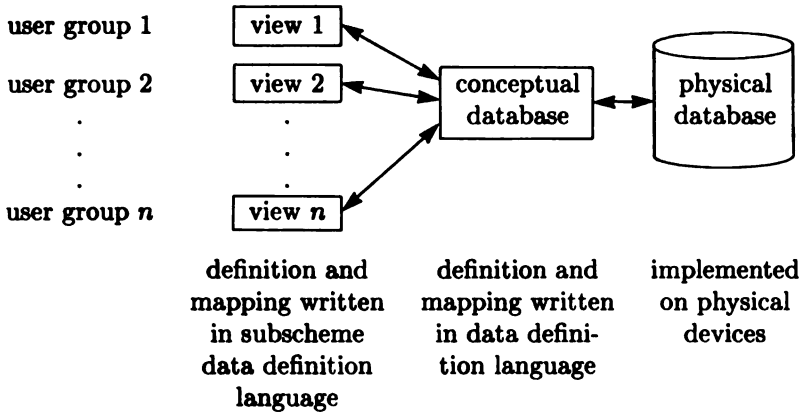 user group 1
view 1
user group 2
view 2
conceptual
database
physical
database
.
.
.
.
.
.
user group n
view n
definition and
mapping written
in subscheme
data definition
language
definition and
mapping written
in data defini-
tion language
implemented
on physical
devices